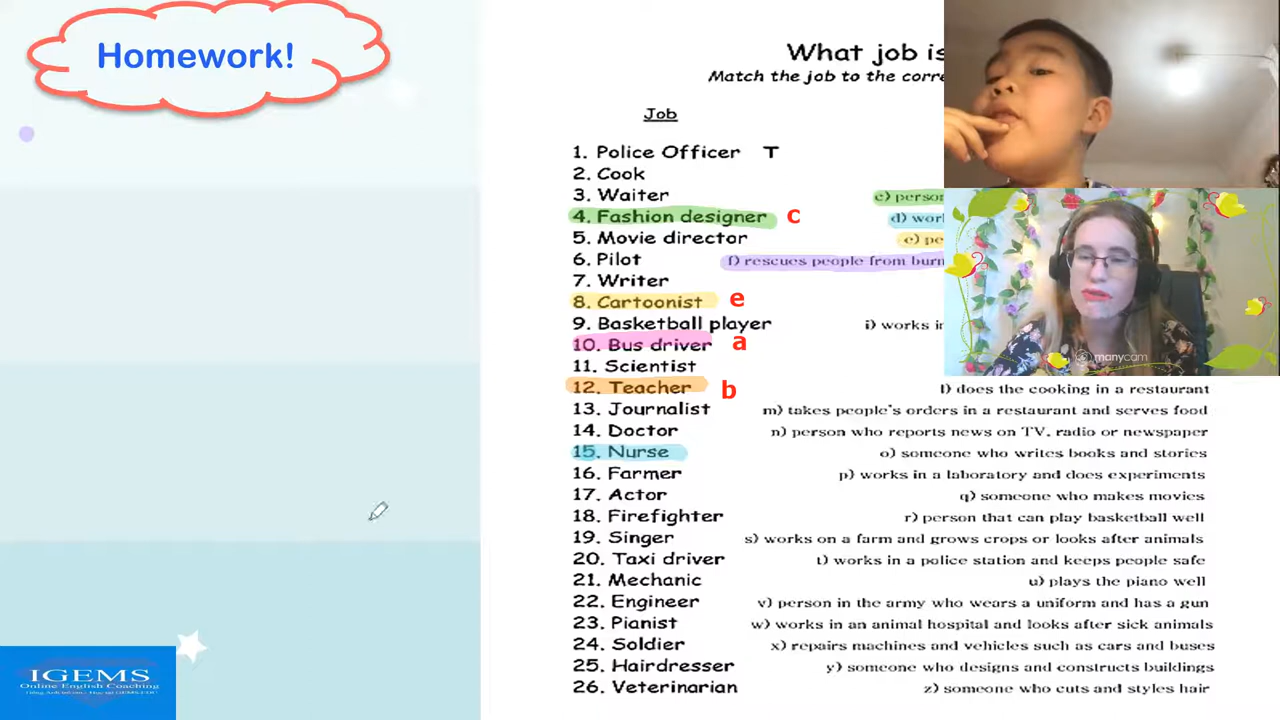 Homework!
What job is
Match the job to the corre
Job
1. Police Officer T
2. Cook
3. Waiter
c) person
4. Fashion designer c
d) worl
5. Movie director
e) pe
6. Pilot
f) rescues people from burn
7. Writer
8. Cartoonist e
9. Basketball player
i) works in
10. Bus driver a
11. Scientist
12. Teacher b
l) does the cooking in a restaurant
13. Journalist
m) takes people's orders in a restaurant and serves food
14. Doctor
n) person who reports news on TV, radio or newspaper
15. Nurse
o) someone who writes books and stories
16. Farmer
p) works in a laboratory and does experiments
17. Actor
q) someone who makes movies
18. Firefighter
r) person that can play basketball well
19. Singer
s) works on a farm and grows crops or looks after animals
20. Taxi driver
t) works in a police station and keeps people safe
21. Mechanic
u) plays the piano well
22. Engineer
v) person in the army who wears a uniform and has a gun
23. Pianist
w) works in an animal hospital and looks after sick animals
24. Soldier
x) repairs machines and vehicles such as cars and buses
25. Hairdresser
y) someone who designs and constructs buildings
26. Veterinarian
z) someone who cuts and styles hair
manycam
IGEMS
Online English Coaching